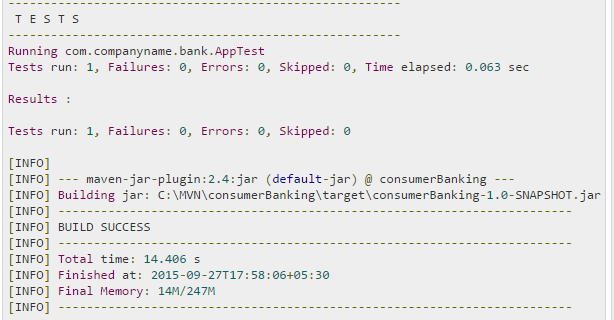 -------------------------------------------------------
 T E S T S
-------------------------------------------------------
Running com.companyname.bank.AppTest
Tests run: 1, Failures: 0, Errors: 0, Skipped: 0, Time elapsed: 0.063 sec

Results :

Tests run: 1, Failures: 0, Errors: 0, Skipped: 0

[INFO]
[INFO] --- maven-jar-plugin:2.4:jar (default-jar) @ consumerBanking ---
[INFO] Building jar: C:\MVN\consumerBanking\target\consumerBanking-1.0-SNAPSHOT.jar
[INFO] ------------------------------------------------------------------------
[INFO] BUILD SUCCESS
[INFO] ------------------------------------------------------------------------
[INFO] Total time: 14.406 s
[INFO] Finished at: 2015-09-27T17:58:06+05:30
[INFO] Final Memory: 14M/247M
[INFO] ------------------------------------------------------------------------